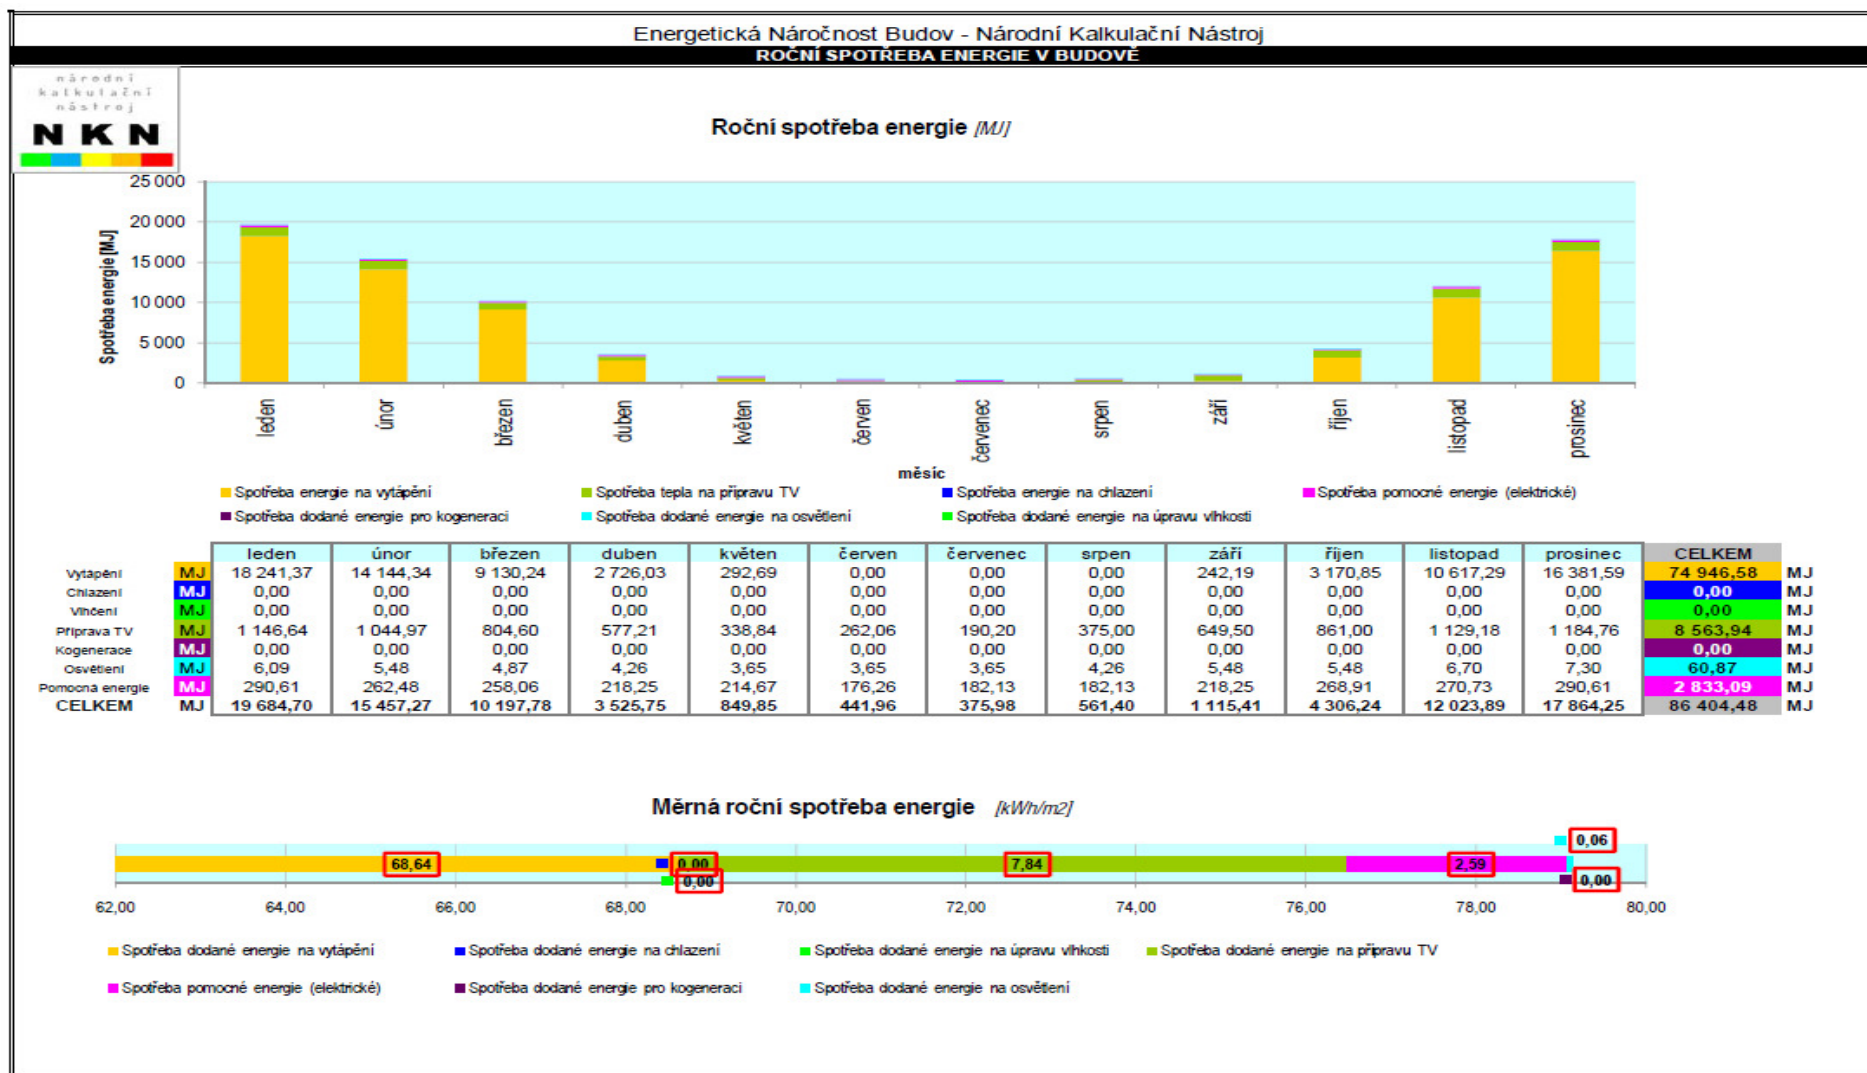 Energetická Náročnost Budov - Národní Kalkulační Nástroj
ROČNÍ SPOTŘEBA ENERGIE V BUDOVĚ
národní
kalkulační
nástroj
NKN
Roční spotřeba energie [MJ]
Spotřeba energie [MJ]
25 000
20 000
15 000
10 000
5 000
0
leden únor březen duben květen červen červenec srpen září říjen listopad prosinec
měsíc
Spotřeba energie na vytápění Spotřeba tepla na přípravu TV Spotřeba energie na chlazení Spotřeba pomocné energie (elektrické)
Spotřeba dodané energie pro kogeneraci Spotřeba dodané energie na osvětlení Spotřeba dodané energie na úpravu vlhkosti
leden únor březen duben květen červen červenec srpen září říjen listopad prosinec CELKEM
Vytápění MJ 18 241,37 14 144,34 9 130,24 2 726,03 292,69 0,00 0,00 0,00 242,19 3 170,85 10 617,29 16 381,59 74 946,58 MJ
Chlazení MJ 0,00 0,00 0,00 0,00 0,00 0,00 0,00 0,00 0,00 0,00 0,00 0,00 0,00 MJ
Vlhčení MJ 0,00 0,00 0,00 0,00 0,00 0,00 0,00 0,00 0,00 0,00 0,00 0,00 0,00 MJ
Příprava TV MJ 1 146,64 1 044,97 804,60 577,21 338,84 262,06 190,20 375,00 649,50 861,00 1 129,18 1 184,76 8 563,94 MJ
Kogenerace MJ 0,00 0,00 0,00 0,00 0,00 0,00 0,00 0,00 0,00 0,00 0,00 0,00 0,00 MJ
Osvětlení MJ 6,09 5,48 4,87 4,26 3,65 3,65 3,65 4,26 5,48 5,48 6,70 7,30 60,87 MJ
Pomocná energie MJ 290,61 262,48 258,06 218,25 214,67 176,26 182,13 182,13 218,25 268,91 270,73 290,61 2 833,09 MJ
CELKEM MJ 19 684,70 15 457,27 10 197,78 3 525,75 849,85 441,96 375,98 561,40 1 115,41 4 306,24 12 023,89 17 864,25 86 404,48 MJ
Měrná roční spotřeba energie [kWh/m2]
0,06
68,64 0,00 7,84 2,59
0,00 0,00
62,00 64,00 66,00 68,00 70,00 72,00 74,00 76,00 78,00 80,00
Spotřeba dodané energie na vytápění Spotřeba dodané energie na chlazení Spotřeba dodané energie na úpravu vlhkosti Spotřeba dodané energie na přípravu TV
Spotřeba pomocné energie (elektrické) Spotřeba dodané energie pro kogeneraci Spotřeba dodané energie na osvětlení